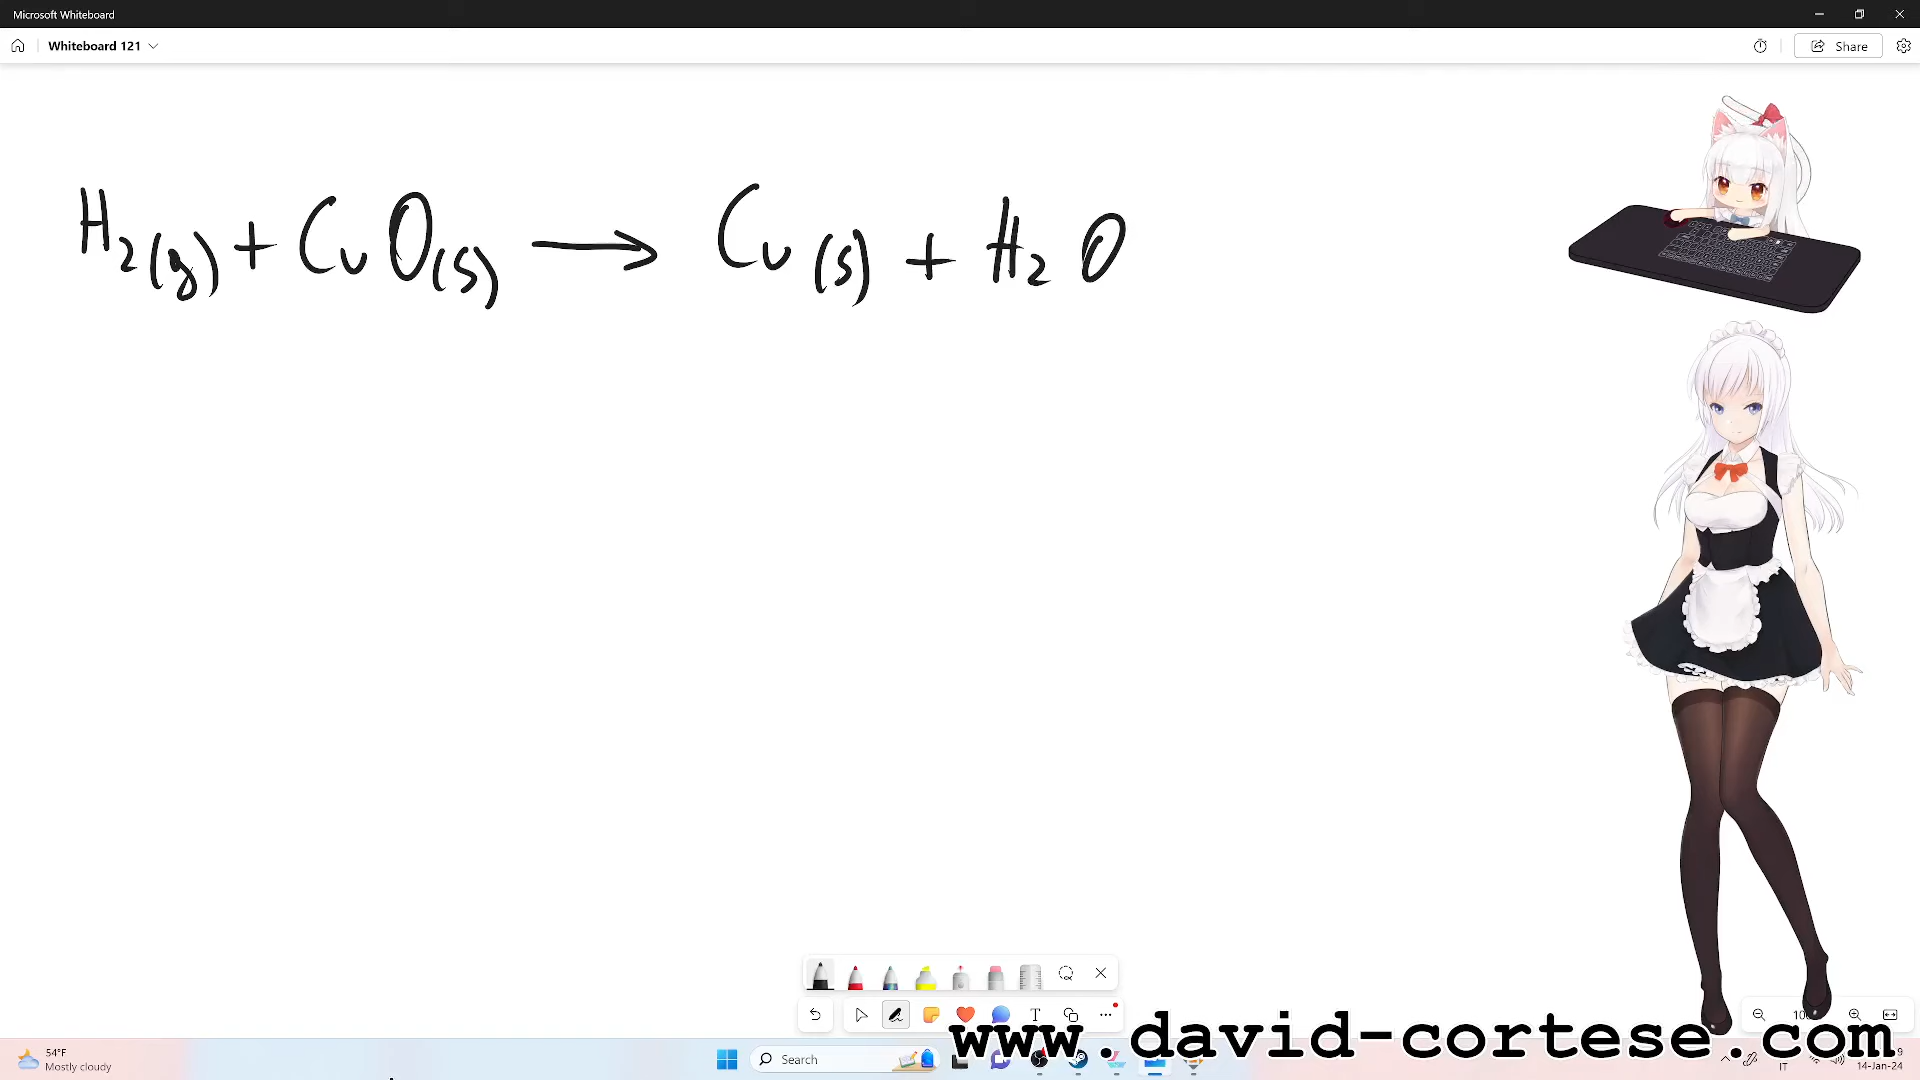 Microsoft Whiteboard
Whiteboard 121
Share
H₂(g) + CuO(s) → Cu(s) + H₂O
www.david-cortese.com
54°F
Mostly cloudy
Search
IT
14-Jan-24